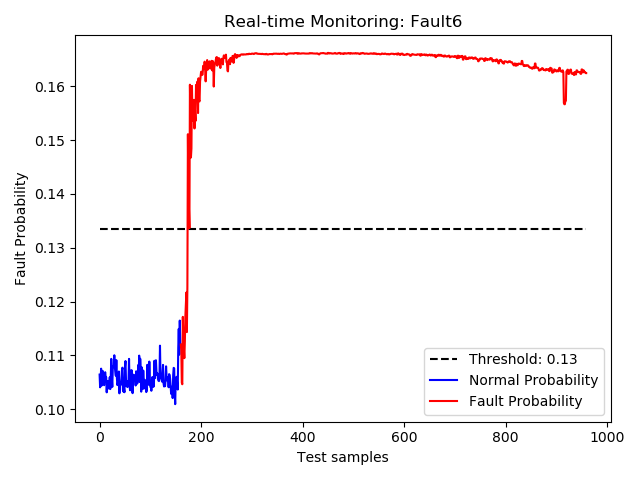 Real-time Monitoring: Fault6
Fault Probability
0.16
0.15
0.14
0.13
0.12
0.11
0.10
Threshold: 0.13
Normal Probability
Fault Probability
0
200
400
600
800
1000
Test samples